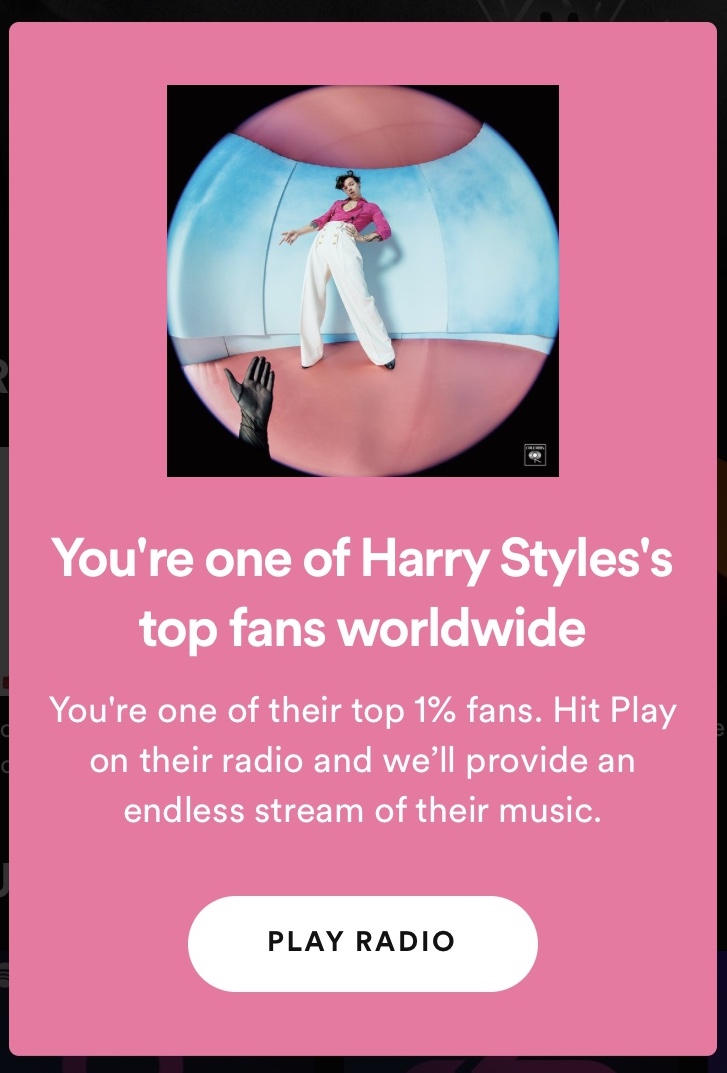 COLUMBIA
You're one of Harry Styles's
top fans worldwide
You're one of their top 1% fans. Hit Play
on their radio and we’ll provide an
endless stream of their music.
PLAY RADIO